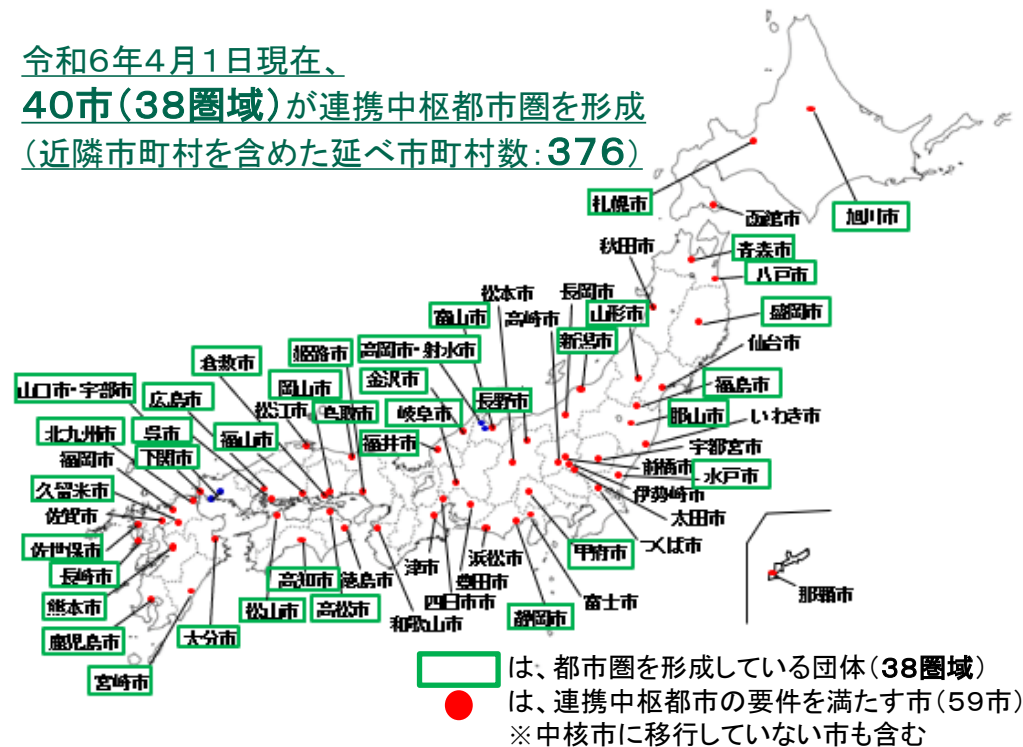 令和6年4月1日現在、
40市(38圏域)が連携中枢都市圏を形成
(近隣市町村を含めた延べ市町村数:376)
札幌市
函館市
旭川市
秋田市
青森市
八戸市
松本市
長岡市
富山市
高崎市
山形市
盛岡市
新潟市
仙台市
倉敷市
姫路市
高岡市・射水市
山口市・宇部市
広島市
岡山市
金沢市
福島市
松江市
鳥取市
岐阜市
長野市
郡山市
いわき市
北九州市
呉市
福山市
福井市
宇都宮市
福岡市
下関市
前橋市
水戸市
久留米市
伊勢崎市
佐賀市
太田市
つくば市
佐世保市
浜松市
甲府市
長崎市
高知市
徳島市
津市
豊田市
那覇市
熊本市
松山市
高松市
四日市市
富士市
鹿児島市
大分市
和歌山市
静岡市
宮崎市
は、都市圏を形成している団体(38圏域)
は、連携中枢都市の要件を満たす市(59市)
※中核市に移行していない市も含む